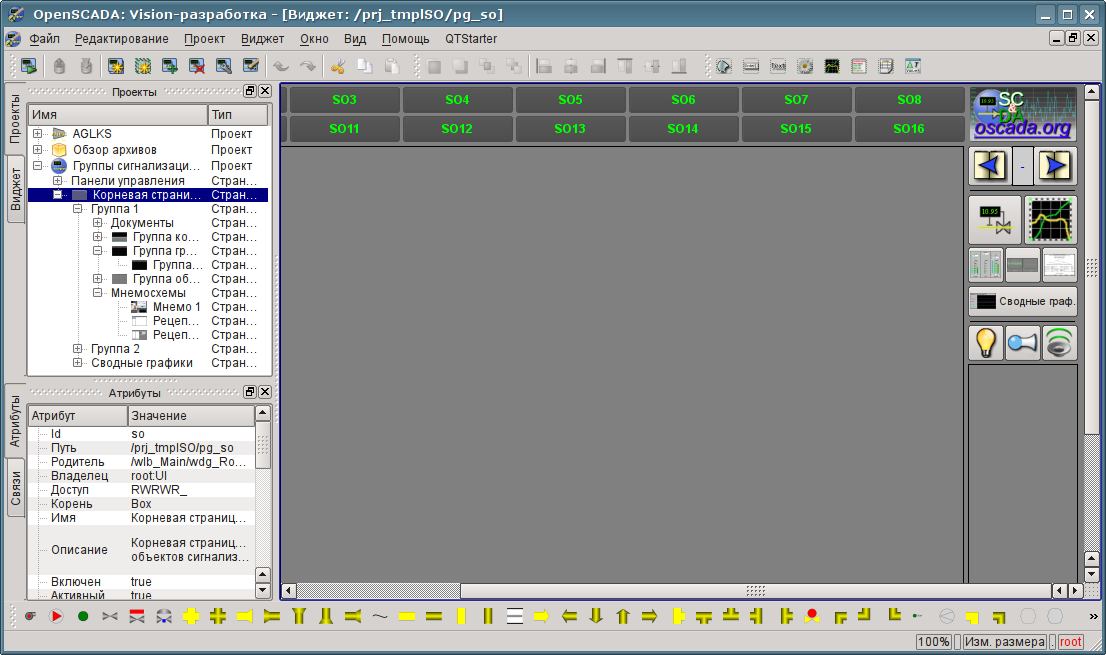 OpenSCADA: Vision-разработка - [Виджет: /prj_tmplSO/pg_so]
Файл Редактирование Проект Виджет Окно Вид Помощь QTStarter
Проекты
Виджет
Проекты
Имя Тип
AGLKS Проект
Обзор архивов Проект
Группы сигнализаци... Проект
Панели управления Стран...
Корневая страни... Стран...
Группа 1 Стран...
Документы Стран...
Группа ко... Стран...
Группа гр... Стран...
Группа... Стран...
Группа об... Стран...
Мнемосхемы Стран...
Мнемо 1 Стран...
Рецеп... Стран...
Рецеп... Стран...
Группа 2 Стран...
Сводные графики Стран...
Атрибуты
Связи
Атрибуты
Атрибут Значение
Id so
Путь /prj_tmplSO/pg_so
Родитель /wlb_Main/wdg_Ro...
Владелец root:UI
Доступ RWRWR_
Корень Box
Имя Корневая страниц...
Описание Корневая страниц...
объектов сигнализ...
Включен true
Активный true
SO3 SO4 SO5 SO6 SO7 SO8
SO11 SO12 SO13 SO14 SO15 SO16
10.95
SC
&
DA
oscada.org
-
10.95
Сводные граф.
100% Изм. размера . root